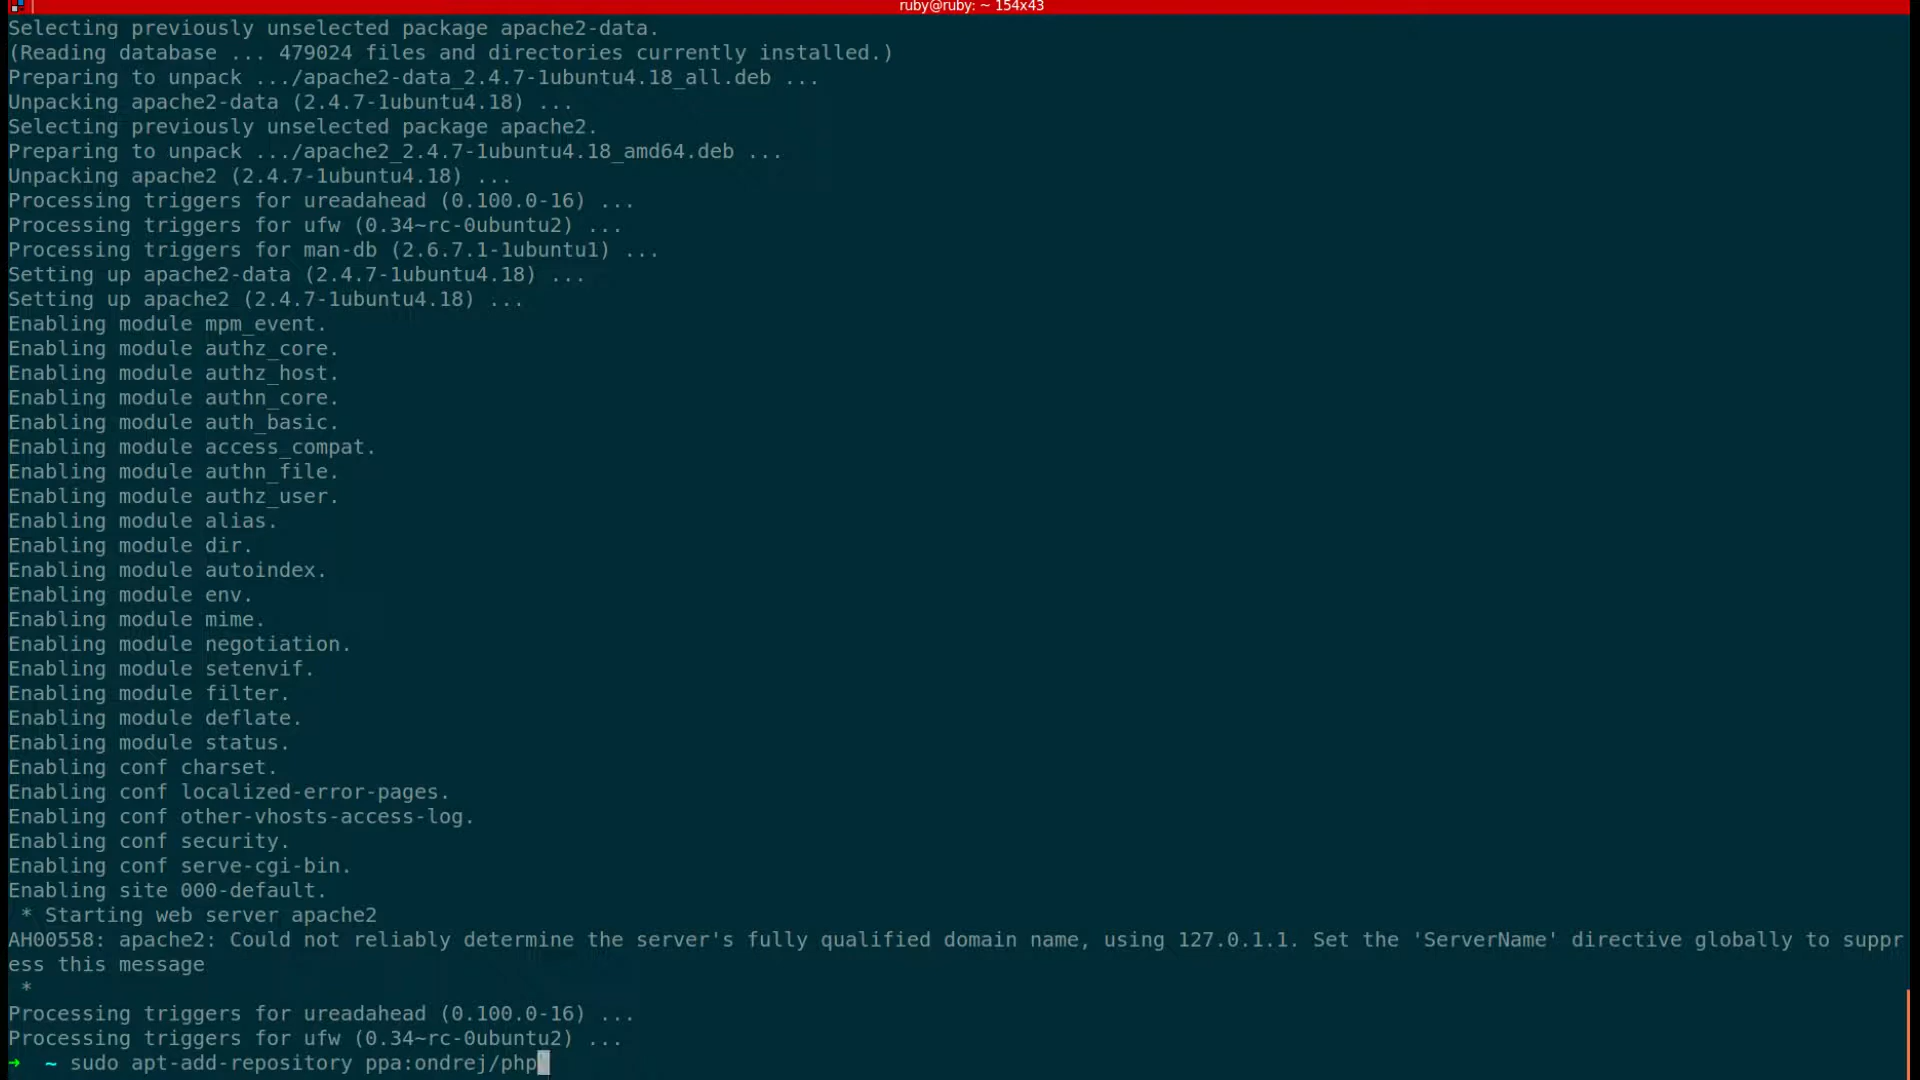 ruby@ruby: ~ 154x43
Selecting previously unselected package apache2-data.
(Reading database ... 479024 files and directories currently installed.)
Preparing to unpack .../apache2-data_2.4.7-1ubuntu4.18_all.deb ...
Unpacking apache2-data (2.4.7-1ubuntu4.18) ...
Selecting previously unselected package apache2.
Preparing to unpack .../apache2_2.4.7-1ubuntu4.18_amd64.deb ...
Unpacking apache2 (2.4.7-1ubuntu4.18) ...
Processing triggers for ureadahead (0.100.0-16) ...
Processing triggers for ufw (0.34~rc-0ubuntu2) ...
Processing triggers for man-db (2.6.7.1-1ubuntu1) ...
Setting up apache2-data (2.4.7-1ubuntu4.18) ...
Setting up apache2 (2.4.7-1ubuntu4.18) ...
Enabling module mpm_event.
Enabling module authz_core.
Enabling module authz_host.
Enabling module authn_core.
Enabling module auth_basic.
Enabling module access_compat.
Enabling module authn_file.
Enabling module authz_user.
Enabling module alias.
Enabling module dir.
Enabling module autoindex.
Enabling module env.
Enabling module mime.
Enabling module negotiation.
Enabling module setenvif.
Enabling module filter.
Enabling module deflate.
Enabling module status.
Enabling conf charset.
Enabling conf localized-error-pages.
Enabling conf other-vhosts-access-log.
Enabling conf security.
Enabling conf serve-cgi-bin.
Enabling site 000-default.
 * Starting web server apache2
AH00558: apache2: Could not reliably determine the server's fully qualified domain name, using 127.0.1.1. Set the 'ServerName' directive globally to suppr
ess this message
 *
Processing triggers for ureadahead (0.100.0-16) ...
Processing triggers for ufw (0.34~rc-0ubuntu2) ...
➜  ~ sudo apt-add-repository ppa:ondrej/php